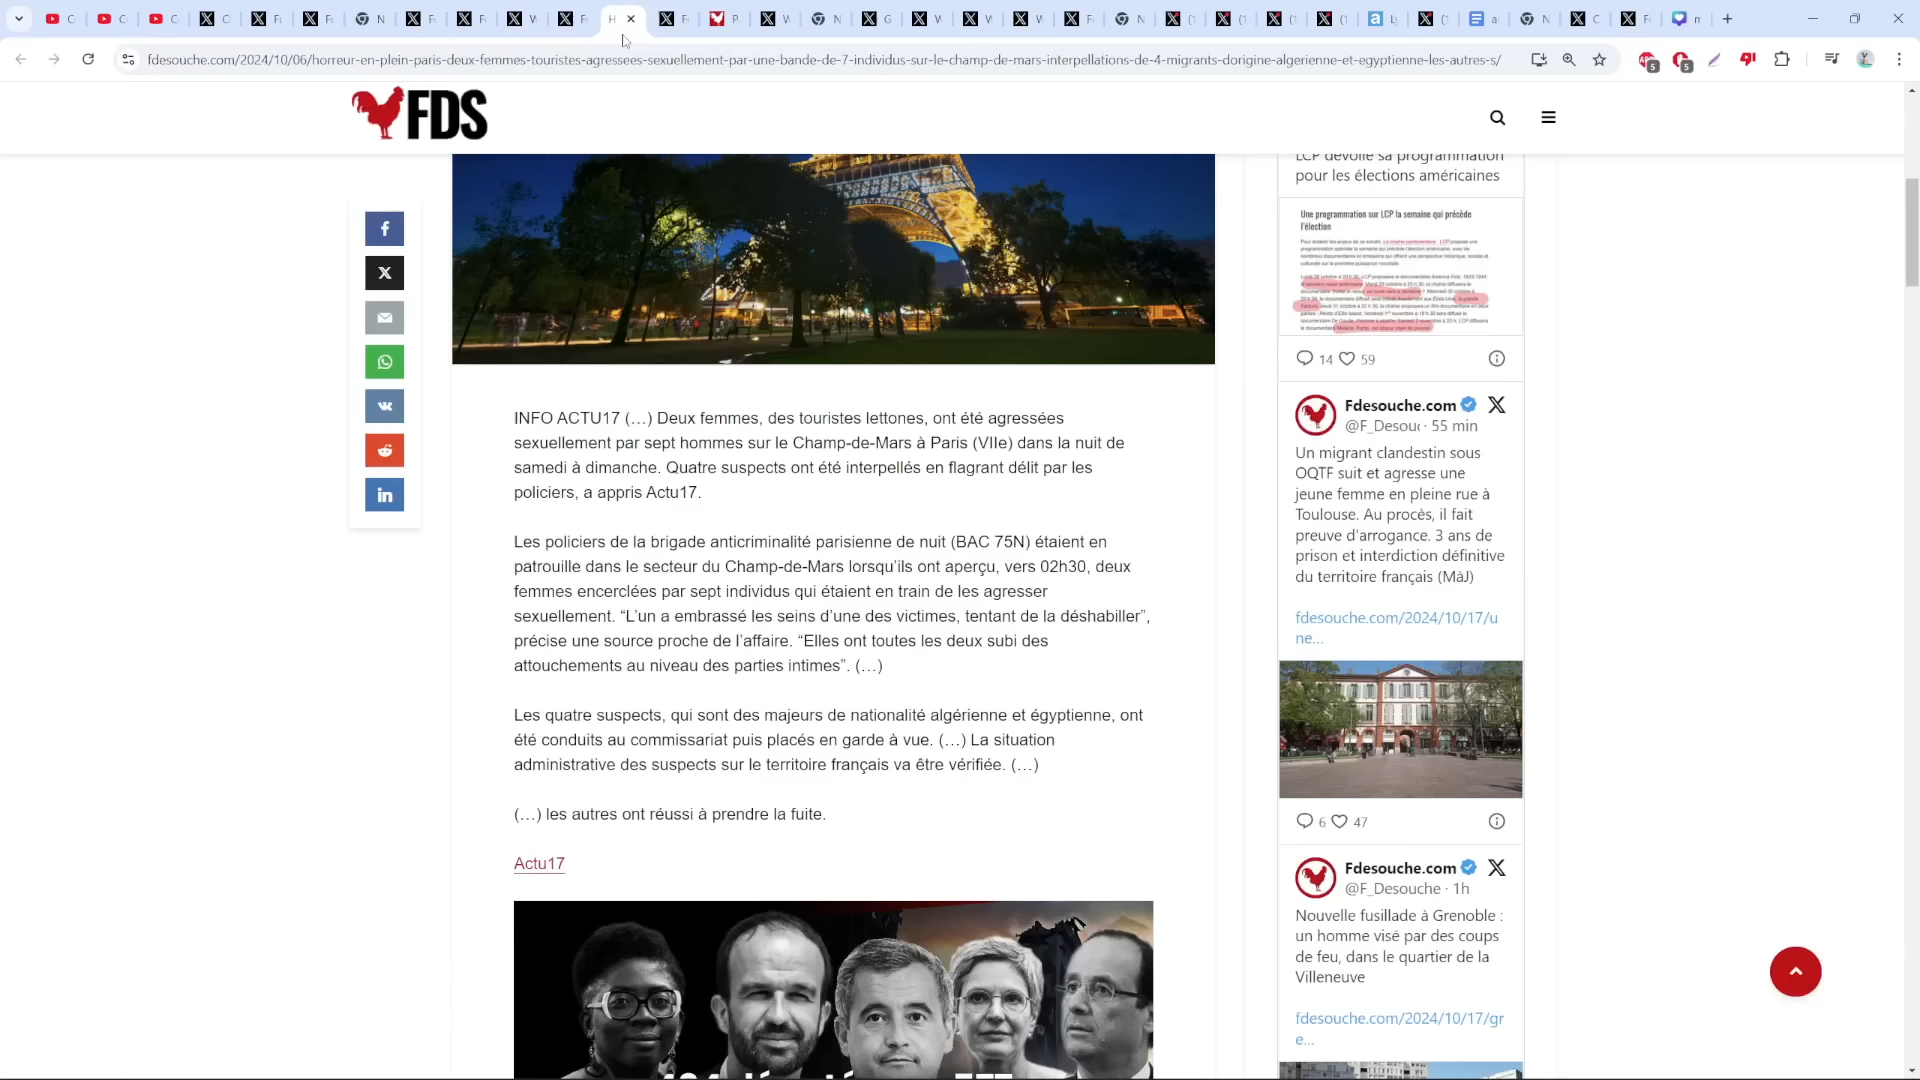 fdesouche.com/2024/10/06/horreur-en-plein-paris-deux-femmes-touristes-agressees-sexuellement-par-une-bande-de-7-individus-sur-le-champ-de-mars-interpellations-de-4-migrants-dorigine-algerienne-et-egyptienne-les-autres-s/
FDS
INFO ACTU17 (…) Deux femmes, des touristes lettones, ont été agressées
sexuellement par sept hommes sur le Champ-de-Mars à Paris (VIIe) dans la nuit de
samedi à dimanche. Quatre suspects ont été interpellés en flagrant délit par les
policiers, a appris Actu17.
Les policiers de la brigade anticriminalité parisienne de nuit (BAC 75N) étaient en
patrouille dans le secteur du Champ-de-Mars lorsqu’ils ont aperçu, vers 02h30, deux
femmes encerclées par sept individus qui étaient en train de les agresser
sexuellement. “L’un a embrassé les seins d’une des victimes, tentant de la déshabiller”,
précise une source proche de l’affaire. “Elles ont toutes les deux subi des
attouchements au niveau des parties intimes”. (…)
Les quatre suspects, qui sont des majeurs de nationalité algérienne et égyptienne, ont
été conduits au commissariat puis placés en garde à vue. (…) La situation
administrative des suspects sur le territoire français va être vérifiée. (…)
(…) les autres ont réussi à prendre la fuite.
Actu17
LCP dévoile sa programmation
pour les élections américaines
Une programmation sur LCP la semaine qui précède
l'élection
14 59
Fdesouche.com
@F_Desouc · 55 min
Un migrant clandestin sous
OQTF suit et agresse une
jeune femme en pleine rue à
Toulouse. Au procès, il fait
preuve d’arrogance. 3 ans de
prison et interdiction définitive
du territoire français (MàJ)
fdesouche.com/2024/10/17/u
ne…
6 47
Fdesouche.com
@F_Desouche · 1h
Nouvelle fusillade à Grenoble :
un homme visé par des coups
de feu, dans le quartier de la
Villeneuve
fdesouche.com/2024/10/17/gr
e…